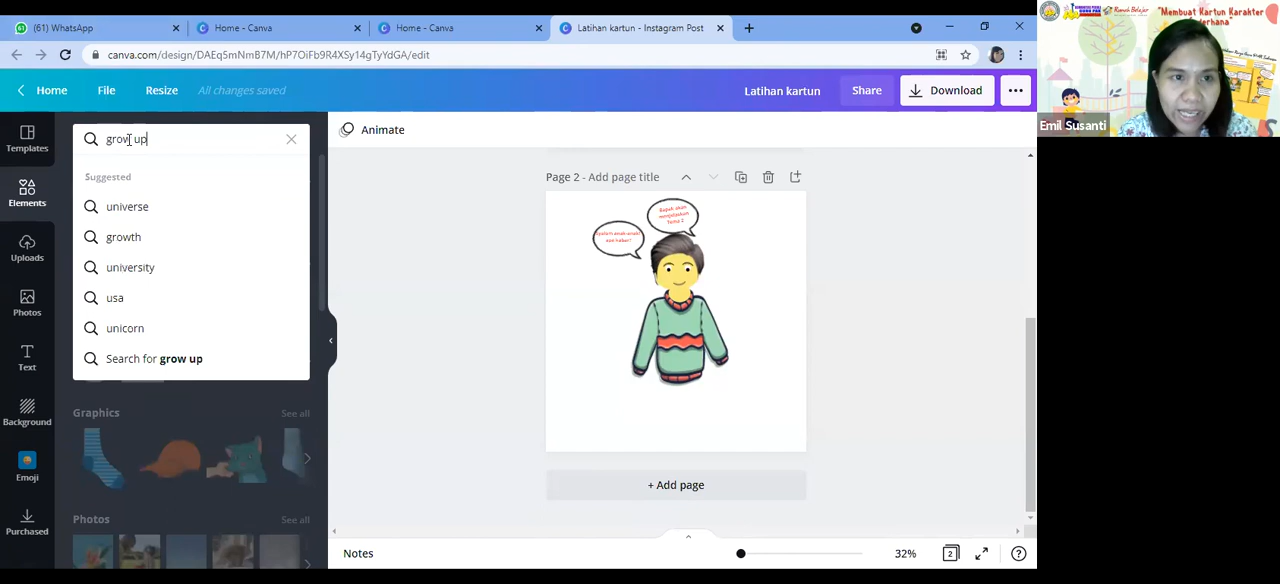 (61) WhatsApp
Home - Canva
Home - Canva
Latihan kartun - Instagram Post
canva.com/design/DAEq5mNmB7M/hP7OiFb9R4XSy14gTyYdGA/edit
Home
File
Resize
All changes saved
Latihan kartun
Share
Download
Templates
Elements
Uploads
Photos
Text
Background
Emoji
Purchased
grow up
Suggested
universe
growth
university
usa
unicorn
Search for grow up
Graphics
See all
Photos
See all
Animate
Page 2 - Add page title
+ Add page
Notes
32%
2
"Membuat Kartun Karakter
Emil Susanti